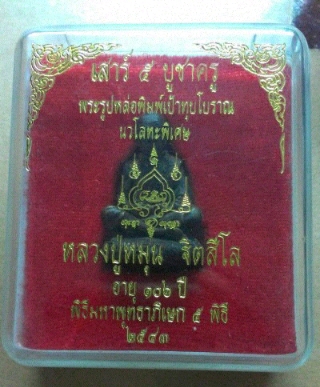 เสาร์ ๕ บูชาครู
พระรูปหล่อพิมพ์เบ้าทุบโบราณ
นวโลหะพิเศษ
หลวงปู่หมุน ฐิตสีโล
อายุ ๑๐๖ ปี
พิธีมหาพุทธาภิเษก ๕ พิธี
๒๕๔๓